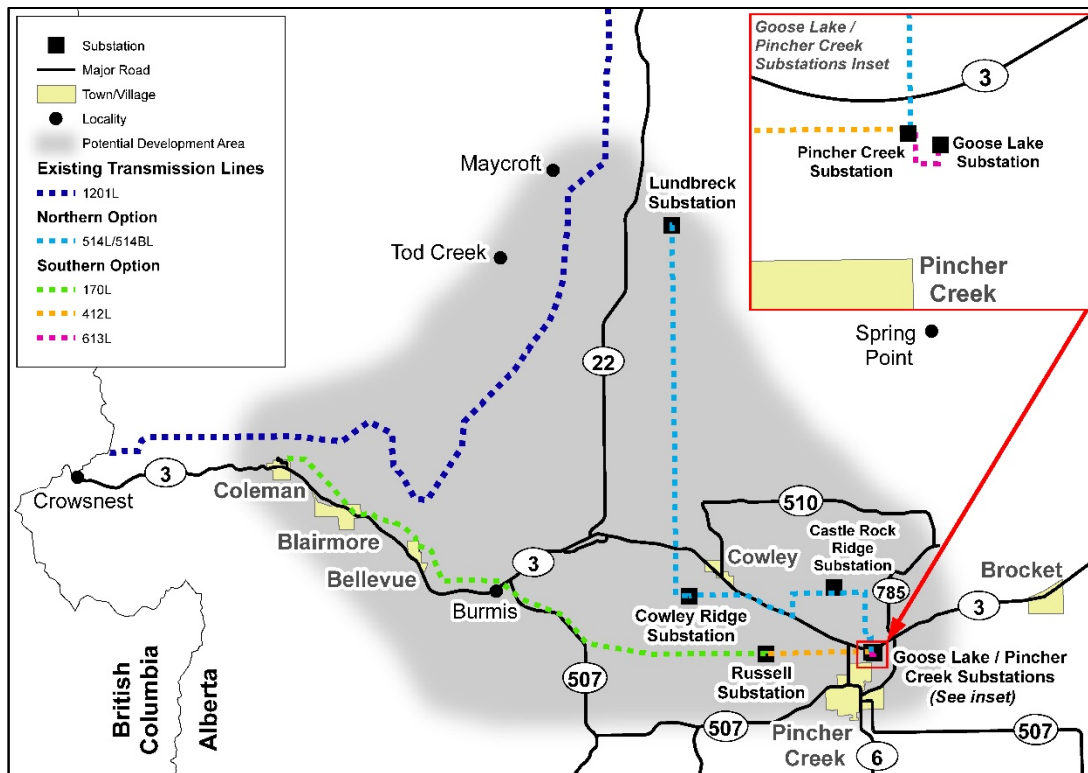 Substation
Major Road
Town/Village
Locality
Potential Development Area
Existing Transmission Lines
1201L
Northern Option
514L/514BL
Southern Option
170L
412L
613L
Goose Lake /
Pincher Creek
Substations Inset
3
Pincher Creek
Substation
Goose Lake
Substation
Pincher
Creek
Maycroft
Lundbreck
Substation
Tod Creek
Spring
Point
22
3
Crowsnest
Coleman
Blairmore
Bellevue
3
Burmis
510
Castle Rock
Ridge
Substation
Cowley
785
Brocket
3
Cowley Ridge
Substation
Russell
Substation
Goose Lake / Pincher
Creek Substations
(See inset)
507
507
Pincher
Creek
6
507
British
Columbia
Alberta